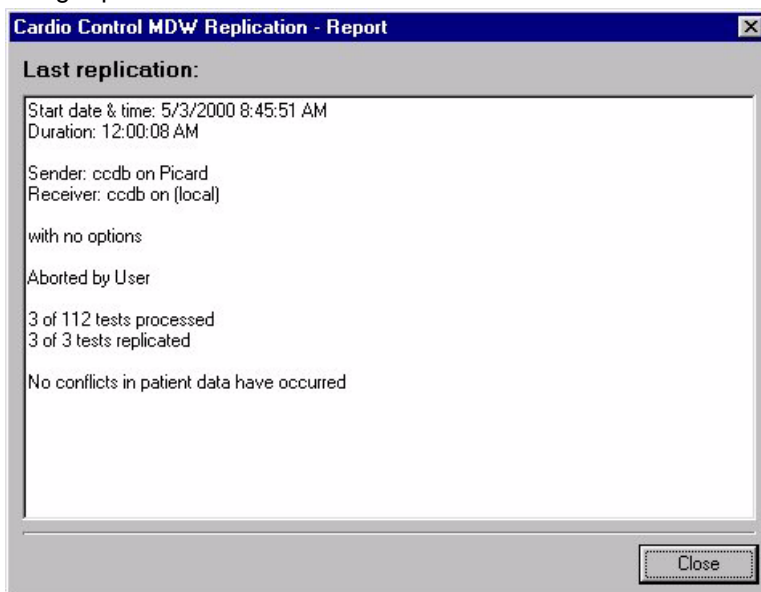 Cardio Control MDW Replication - Report
Last replication:
Start date & time: 5/3/2000 8:45:51 AM
Duration: 12:00:08 AM
Sender: ccdb on Picard
Receiver: ccdb on (local)
with no options
Aborted by User
3 of 112 tests processed
3 of 3 tests replicated
No conflicts in patient data have occurred
Close